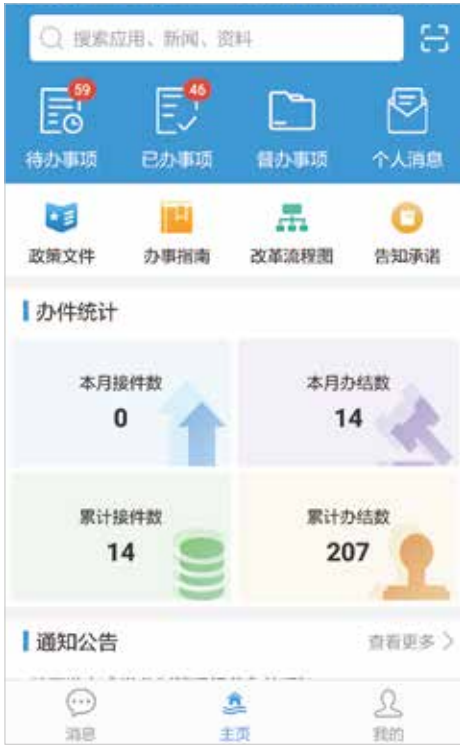 搜索应用、新闻、资料
59 46
待办事项 已办事项 督办事项 个人消息
政策文件 办事指南 改革流程图 告知承诺
办件统计
本月接件数 本月办结数
0 14
累计接件数 累计办结数
14 207
通知公告 查看更多
消息 主页 我的